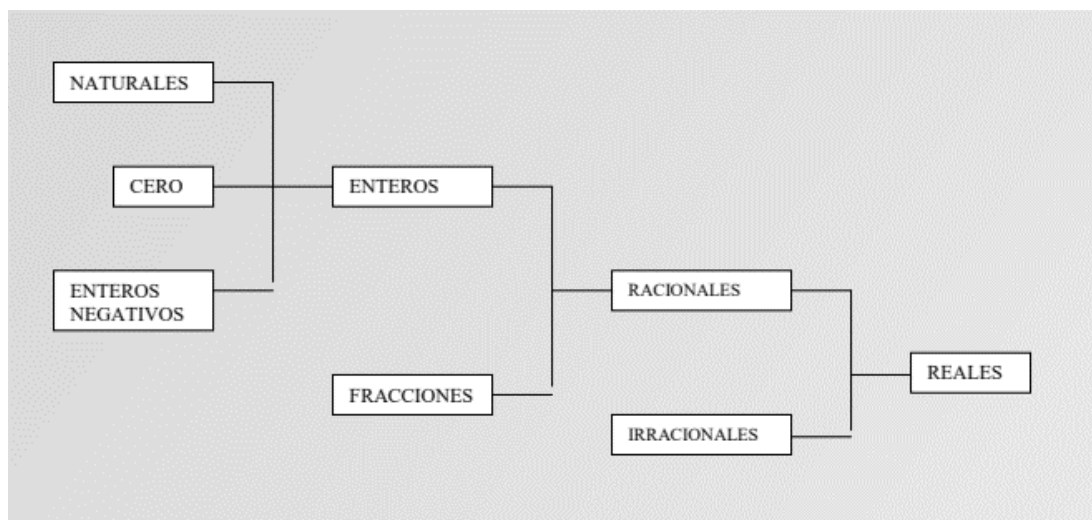 NATURALES
CERO
ENTEROS
ENTEROS
NEGATIVOS
RACIONALES
REALES
FRACCIONES
IRRACIONALES